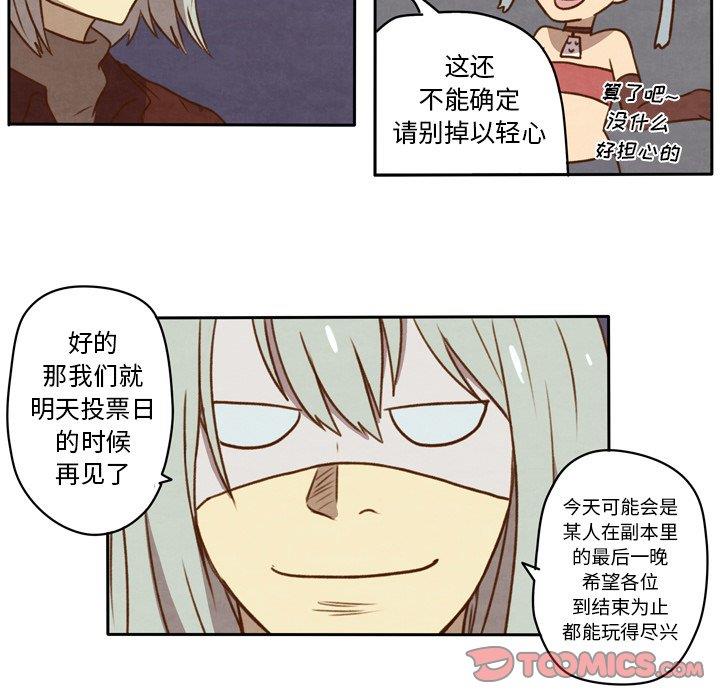 这还
不能确定
请别掉以轻心
算了吧~
没什么
好担心的
好的
那我们就
明天投票日
的时候
再见了
今天可能会是
某人在副本里
的最后一晚
希望各位
到结束为止
都能玩得尽兴
TCOMICS.COM